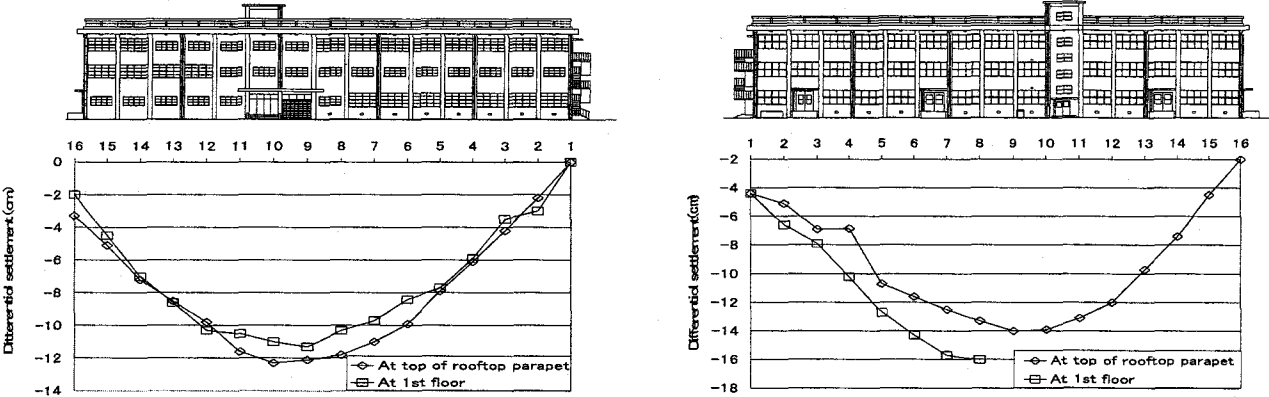 16 15 14 13 12 11 10 9 8 7 6 5 4 3 2 1
0
-2
-4
-6
-8
-10
-12
-14
Differential settlement(cm)
At top of rooftop parapet
At 1st floor
1 2 3 4 5 6 7 8 9 10 11 12 13 14 15 16
-2
-4
-6
-8
-10
-12
-14
-16
-18
Differential settlement(cm)
At top of rooftop parapet
At 1st floor